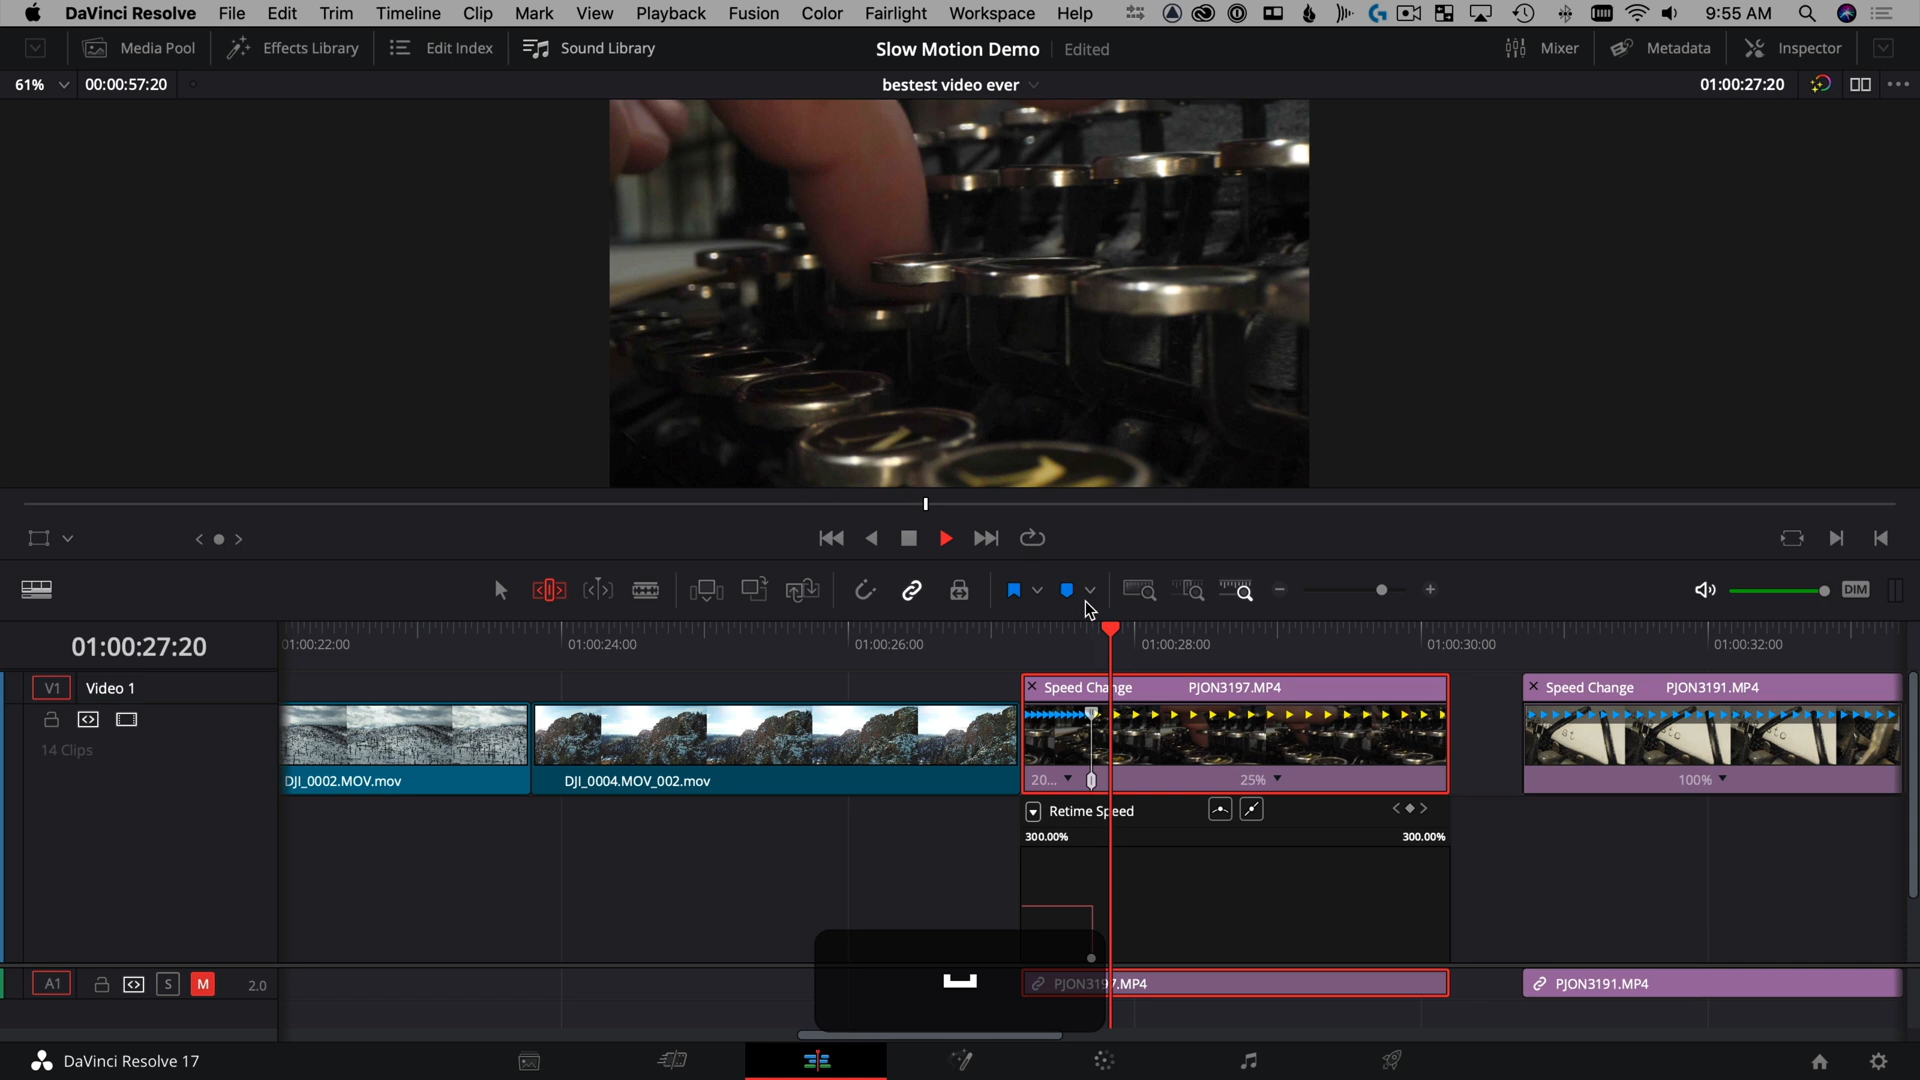 DaVinci Resolve File Edit Trim Timeline Clip Mark View Playback Fusion Color Fairlight Workspace Help 9:55 AM
Media Pool Effects Library Edit Index Sound Library Slow Motion Demo Edited Mixer Metadata Inspector
61% 00:00:57:20 bestest video ever 01:00:27:20
DIM
01:00:27:20 01:00:22:00 01:00:24:00 01:00:26:00 01:00:28:00 01:00:30:00 01:00:32:00
V1 Video 1 Speed Change PJON3197.MP4 Speed Change PJON3191.MP4
14 Clips
DJI_0002.MOV.mov DJI_0004.MOV_002.mov 20... 25% 100%
Retime Speed
300.00% 300.00%
A1 S M 2.0 PJON3197.MP4 PJON3191.MP4
DaVinci Resolve 17